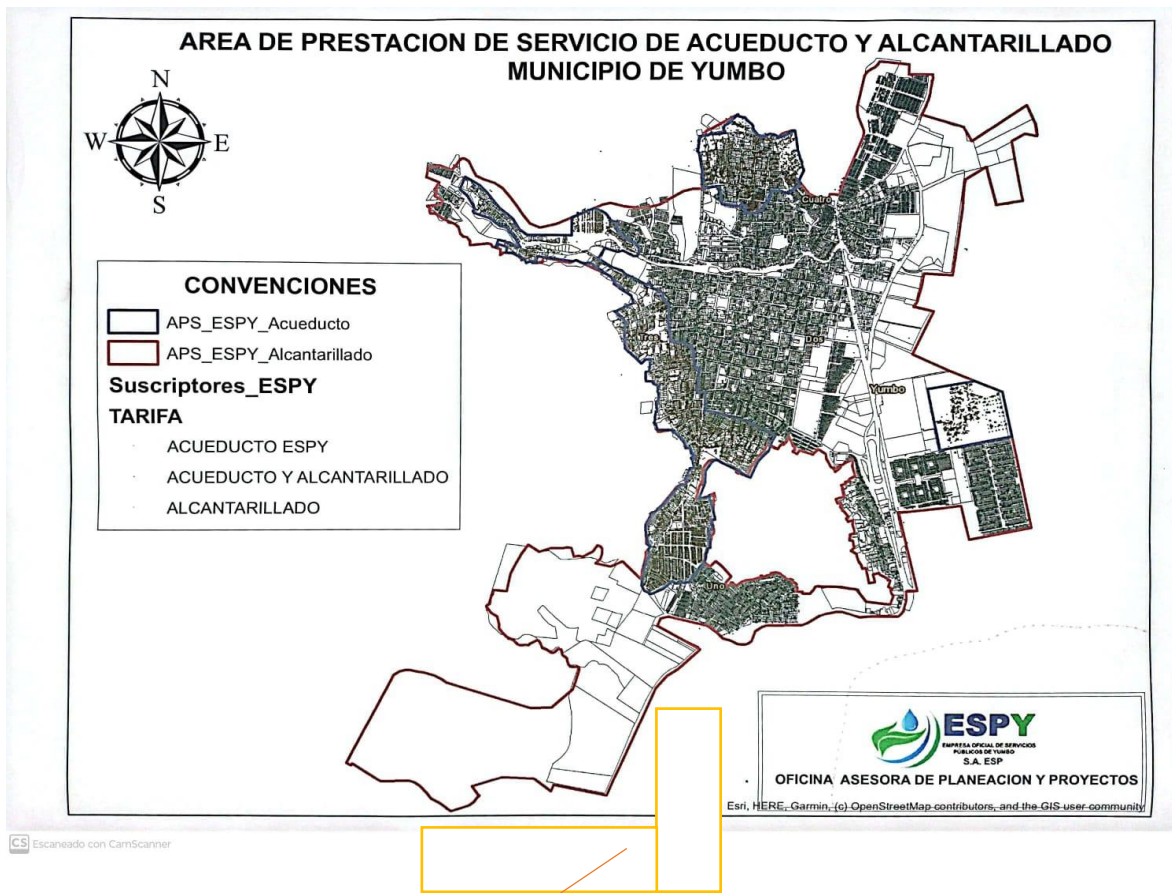 AREA DE PRESTACION DE SERVICIO DE ACUEDUCTO Y ALCANTARILLADO
MUNICIPIO DE YUMBO
N
W
E
S
CONVENCIONES
APS_ESPY_Acueducto
APS_ESPY_Alcantarillado
Suscriptores_ESPY
TARIFA
ACUEDUCTO ESPY
ACUEDUCTO Y ALCANTARILLADO
ALCANTARILLADO
Cuatro
Tres
Dos
Yumbo
Uno
ESPY
EMPRESA OFICIAL DE SERVICIOS
PÚBLICOS DE YUMBO
S.A. ESP
OFICINA ASESORA DE PLANEACION Y PROYECTOS
Esri, HERE, Garmin, (c) OpenStreetMap contributors, and the GIS user community
CS Escaneado con CamScanner